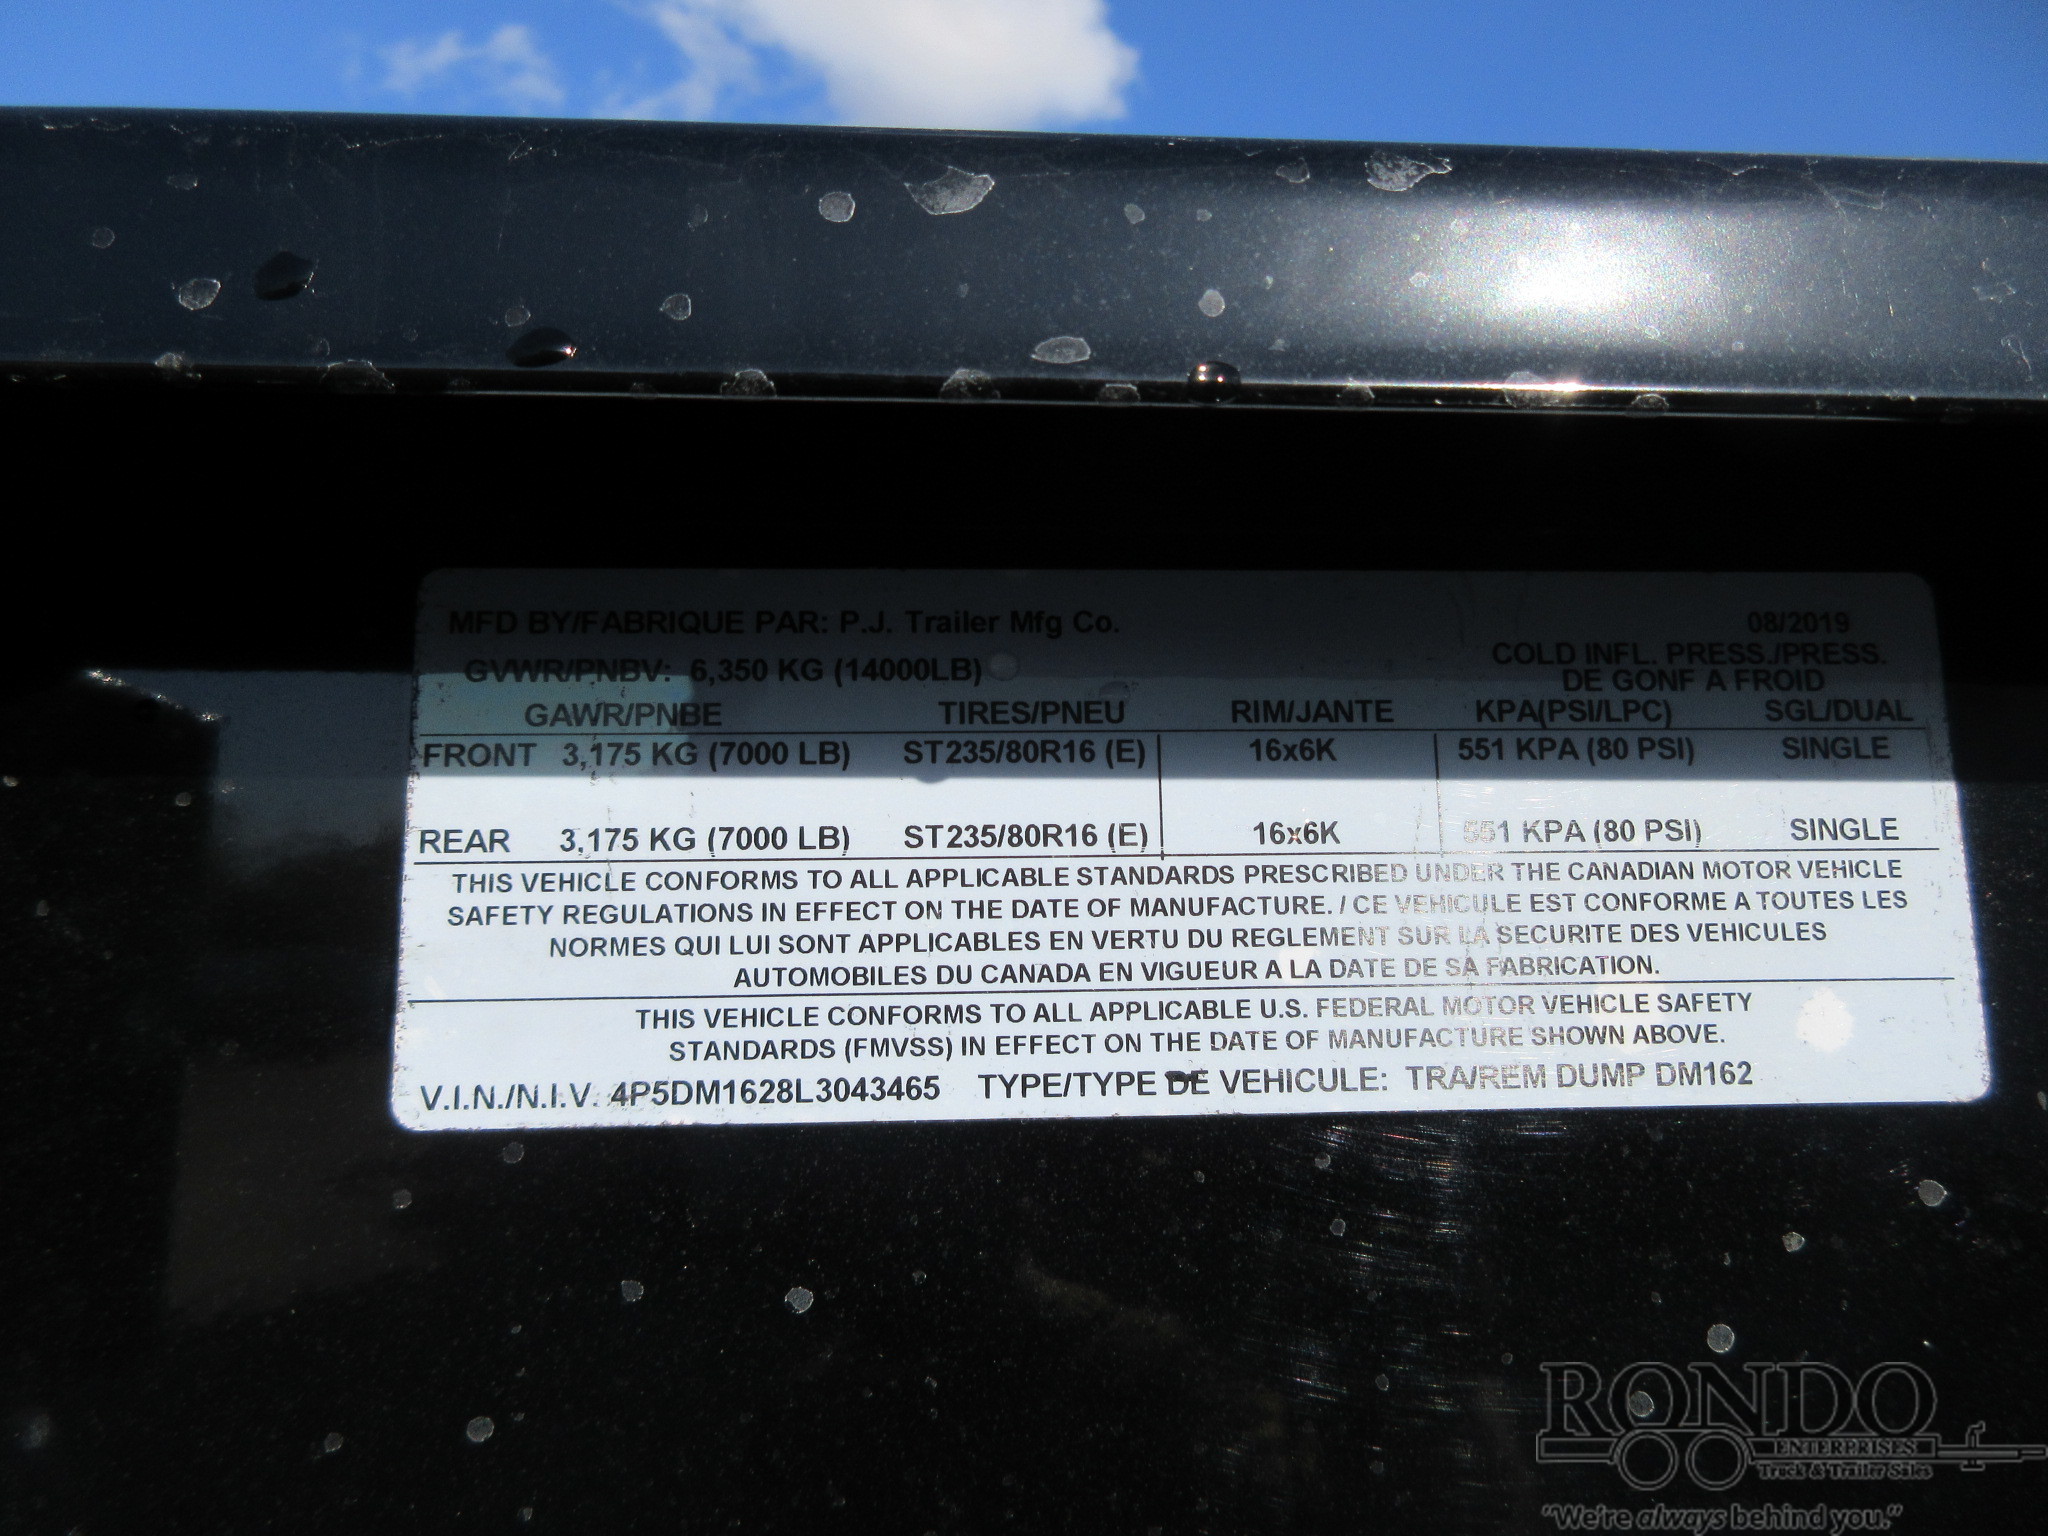 MFD BY/FABRIQUE PAR: P.J. Trailer Mfg Co. 08/2019
GVWR/PNBV: 6,350 KG (14000LB) COLD INFL. PRESS./PRESS.
DE GONF A FROID
GAWR/PNBE TIRES/PNEU RIM/JANTE KPA(PSI/LPC) SGL/DUAL
FRONT 3,175 KG (7000 LB) ST235/80R16 (E) 16x6K 551 KPA (80 PSI) SINGLE
REAR 3,175 KG (7000 LB) ST235/80R16 (E) 16x6K 551 KPA (80 PSI) SINGLE
THIS VEHICLE CONFORMS TO ALL APPLICABLE STANDARDS PRESCRIBED UNDER THE CANADIAN MOTOR VEHICLE
SAFETY REGULATIONS IN EFFECT ON THE DATE OF MANUFACTURE. / CE VEHICULE EST CONFORME A TOUTES LES
NORMES QUI LUI SONT APPLICABLES EN VERTU DU REGLEMENT SUR LA SECURITE DES VEHICULES
AUTOMOBILES DU CANADA EN VIGUEUR A LA DATE DE SA FABRICATION.
THIS VEHICLE CONFORMS TO ALL APPLICABLE U.S. FEDERAL MOTOR VEHICLE SAFETY
STANDARDS (FMVSS) IN EFFECT ON THE DATE OF MANUFACTURE SHOWN ABOVE.
V.I.N./N.I.V. 4P5DM1628L3043465 TYPE/TYPE DE VEHICULE: TRA/REM DUMP DM162
RONDO
ENTERPRISES
Truck & Trailer Sales
"We're always behind you."